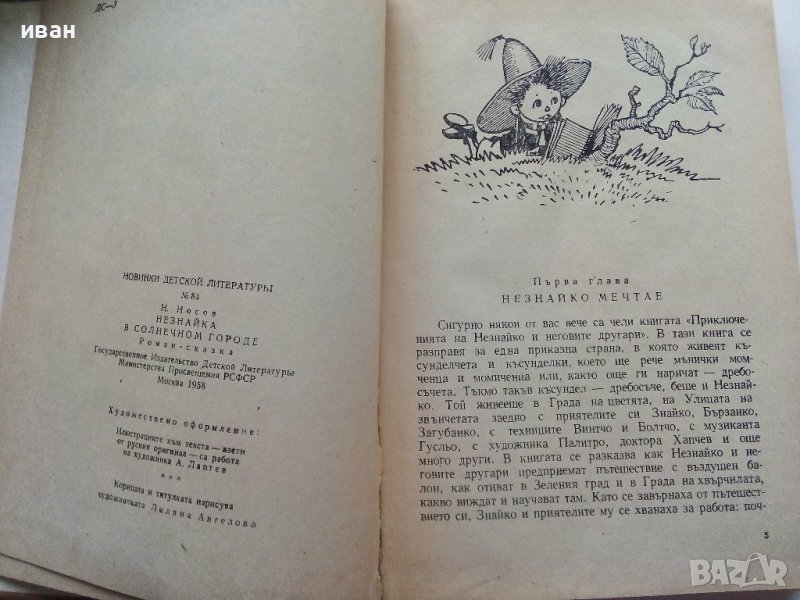 иван
ДС—3
НОВИНКИ ДЕТСКОЙ ЛИТЕРАТУРЫ
№ 84
Н. Носов
НЕЗНАЙКА
В СОЛНЕЧНОМ ГОРОДЕ
Роман-сказка
Государственное Издательство Детской Литературы
Министерства Просвещения РСФСР
Москва 1958
Художествено оформление:
Илюстрациите към текста — взети
от руския оригинал — са работа
на художника А. Лаптев
* * *
Корицата и титулката нарисува
художничката Лиляна Ангелова
Първа глава
НЕЗНАЙКО МЕЧТАЕ
Сигурно някои от вас вече са чели книгата «Приключе-
нията на Незнайко и неговите другари». В тази книга се
разправя за една приказна страна, в която живеят къ-
сунделчета и късунделки, което ще рече мънички мом-
ченца и момиченца или, както още ги наричат — дребо-
съчета. Тъкмо такъв късундел — дребосъче, беше и Незнай-
ко. Той живееше в Града на цветята, на Улицата на
звънчетата заедно с приятелите си Знайко, Бързанко,
Загубанко, с техниците Винтчо и Болтчо, с музиканта
Гусльо, с художника Палитро, доктора Хапчев и още
много други. В книгата се разказва как Незнайко и не-
говите другари предприемат пътешествие с въздушен ба-
лон, как отиват в Зеления град и в Града на хвърчилата,
какво виждат и научават там. Като се завърнаха от пътешест-
вието си, Знайко и приятелите му се хванаха за работа: поч-
5
BAZAR